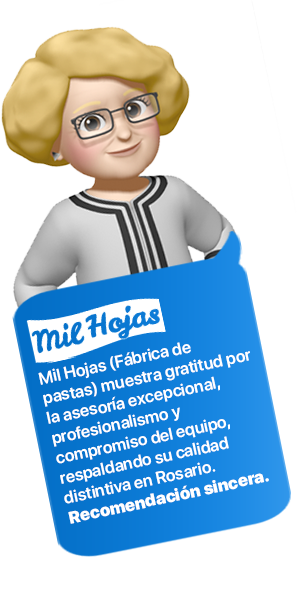 Mil Hojas
Mil Hojas (Fábrica de
pastas) muestra gratitud por
la asesoría excepcional,
profesionalismo y
compromiso del equipo,
respaldando su calidad
distintiva en Rosario.
Recomendación sincera.